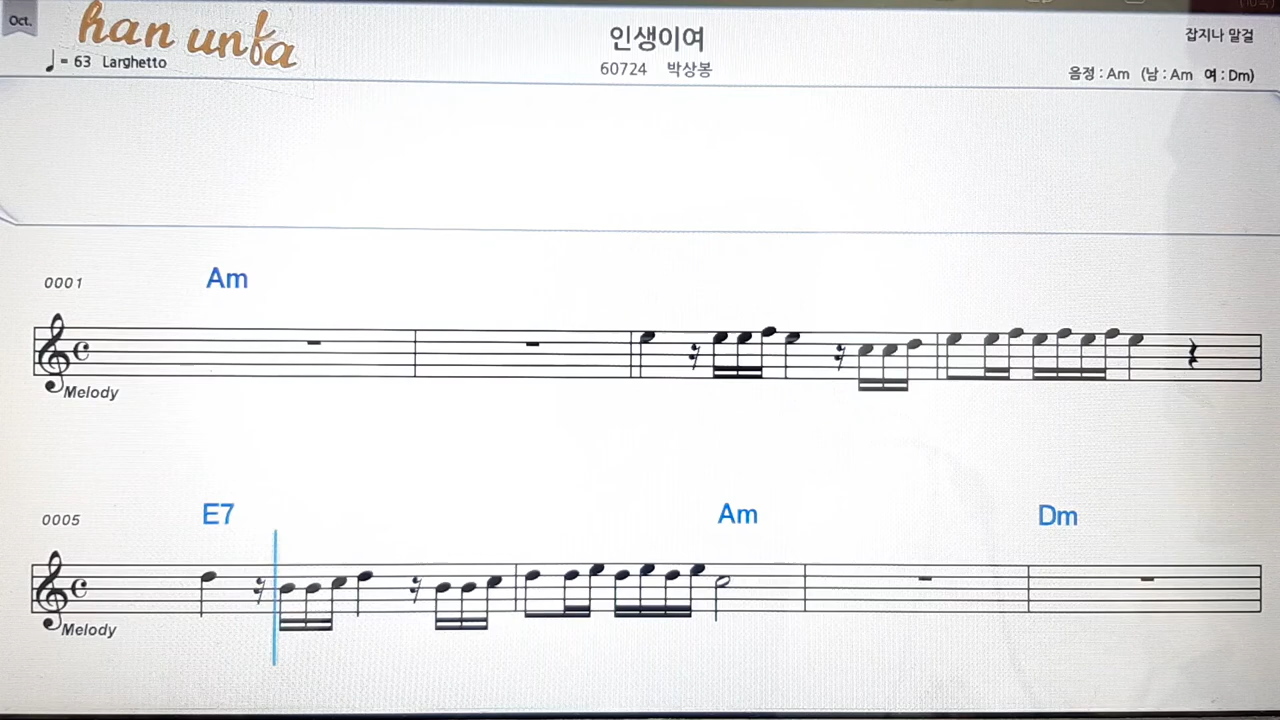 Oct.
han unfa
= 63 Larghetto
인생이여
60724 박상봉
잡지나 말걸
음정 : Am (남 : Am 여 : Dm)
0001
Am
Melody
0005
E7
Am
Dm
Melody